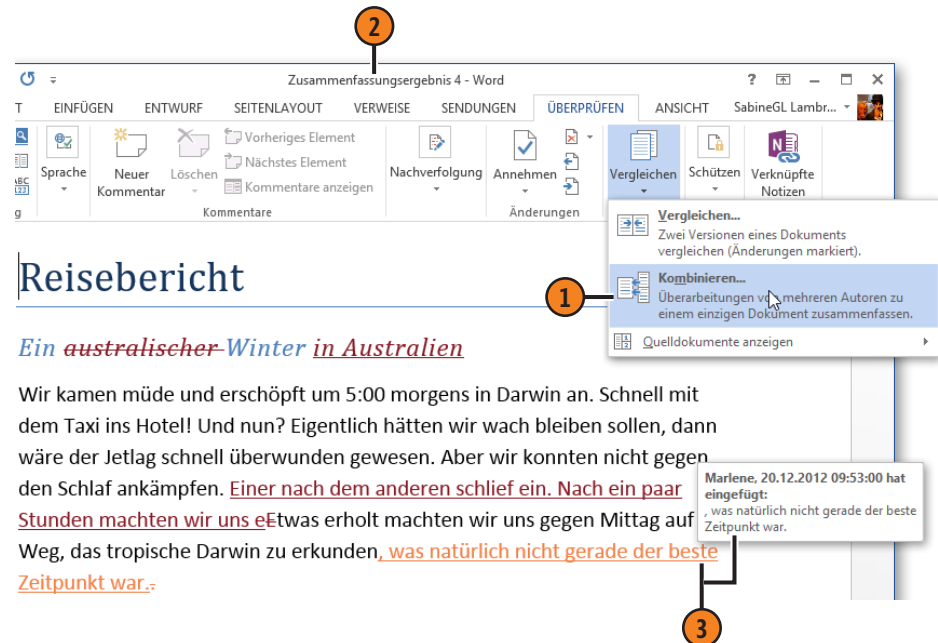 2
Zusammenfassungsergebnis 4 - Word
?
T EINFÜGEN ENTWURF SEITENLAYOUT VERWEISE SENDUNGEN ÜBERPRÜFEN ANSICHT SabineGL Lambr...
Vorheriges Element
Nächstes Element
Kommentare anzeigen
ABC
123
Sprache
Neuer
Kommentar
Löschen
Nachverfolgung
Annehmen
Vergleichen
Schützen
Verknüpfte
Notizen
g Kommentare Änderungen
Vergleichen...
Zwei Versionen eines Dokuments
vergleichen (Änderungen markiert).
1
Kombinieren...
Überarbeitungen von mehreren Autoren zu
einem einzigen Dokument zusammenfassen.
Quelldokumente anzeigen
Reisebericht
Ein australischer Winter in Australien
Wir kamen müde und erschöpft um 5:00 morgens in Darwin an. Schnell mit
dem Taxi ins Hotel! Und nun? Eigentlich hätten wir wach bleiben sollen, dann
wäre der Jetlag schnell überwunden gewesen. Aber wir konnten nicht gegen
den Schlaf ankämpfen. Einer nach dem anderen schlief ein. Nach ein paar
Stunden machten wir uns eEtwas erholt machten wir uns gegen Mittag auf
Weg, das tropische Darwin zu erkunden, was natürlich nicht gerade der beste
Zeitpunkt war..
Marlene, 20.12.2012 09:53:00 hat
eingefügt:
, was natürlich nicht gerade der beste
Zeitpunkt war.
3